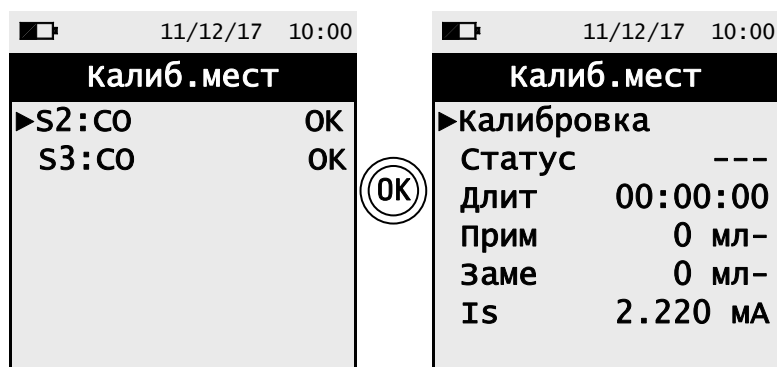 11/12/17 10:00
Калиб.мест
►S2:CO OK
S3:CO OK
OK
11/12/17 10:00
Калиб.мест
►Калибровка
Статус ---
Длит 00:00:00
Прим 0 мл-
Заме 0 мл-
Is 2.220 мА